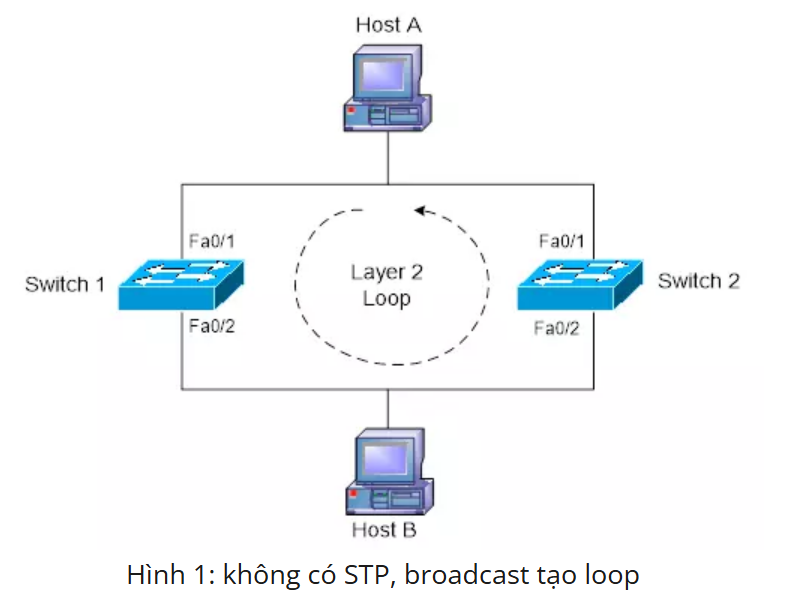 Host A
Fa0/1
Fa0/1
Switch 1
Layer 2
Loop
Switch 2
Fa0/2
Fa0/2
Host B
Hình 1: không có STP, broadcast tạo loop